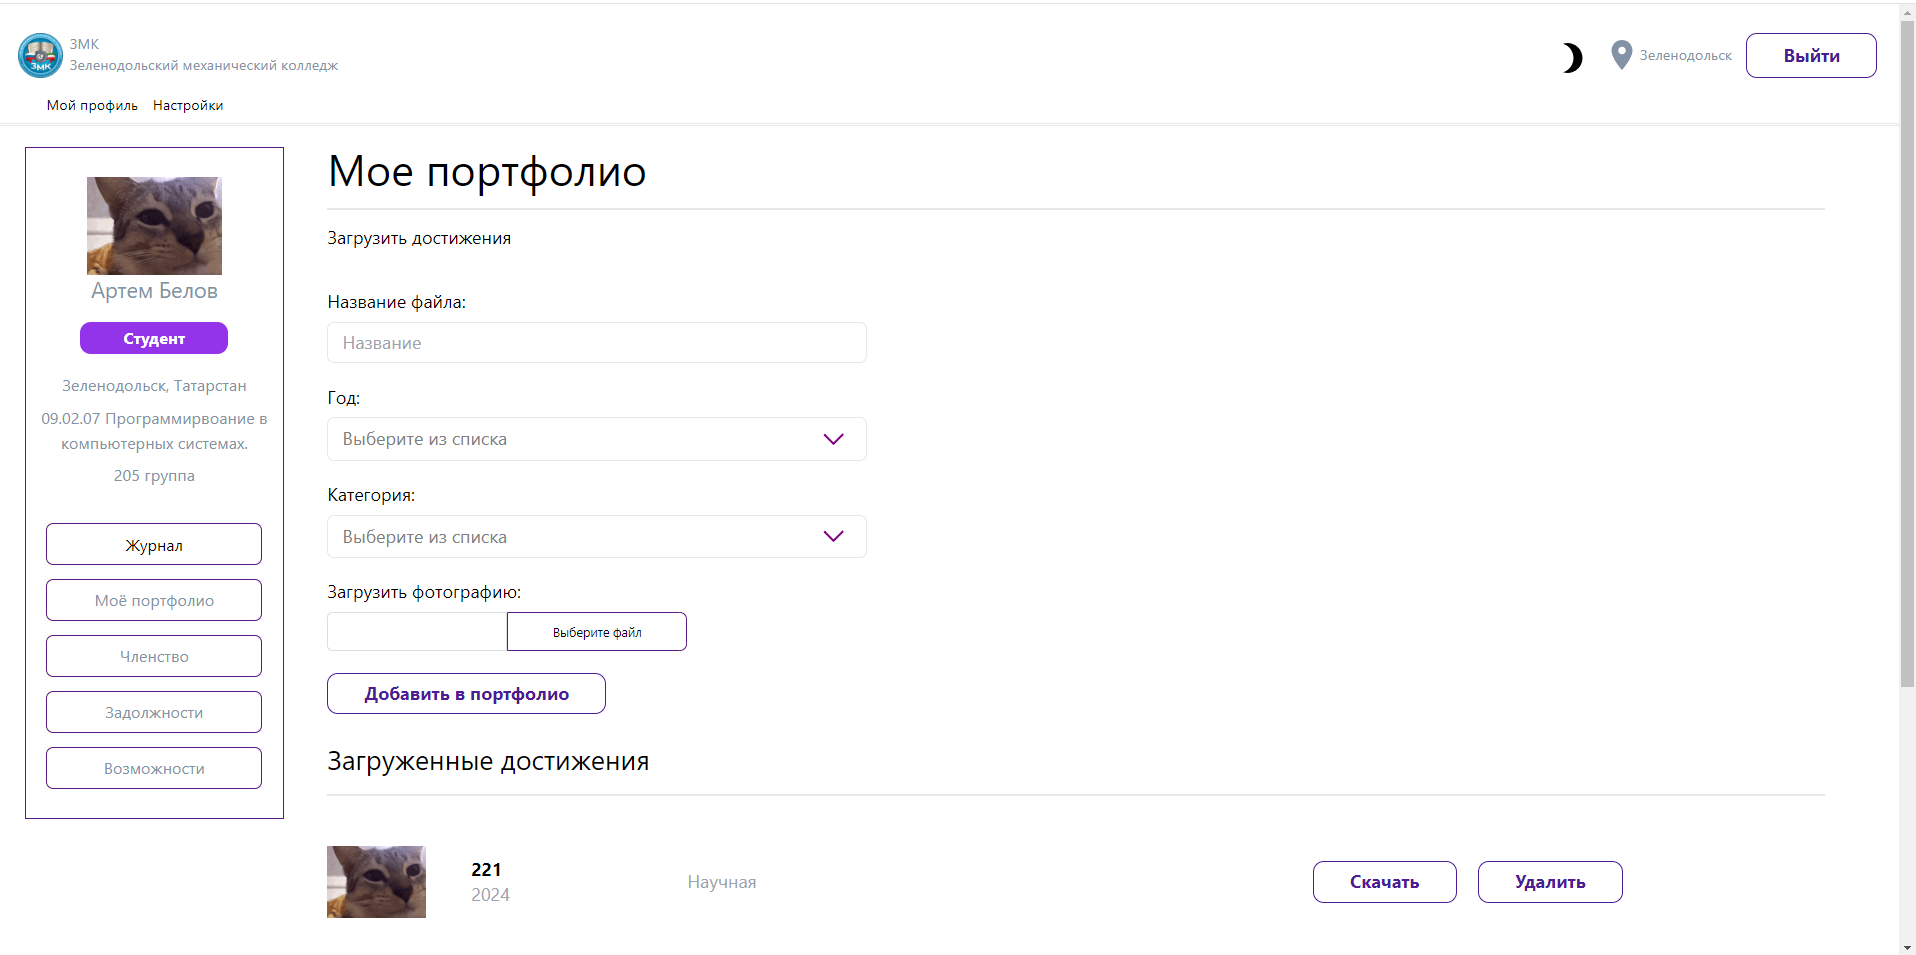 ЗМК
ЗМК
Зеленодольский механический колледж
Зеленодольск
Выйти
Мой профиль Настройки
Артем Белов
Студент
Зеленодольск, Татарстан
09.02.07 Программирвоание в
компьютерных системах.
205 группа
Журнал
Моё портфолио
Членство
Задолжности
Возможности
Мое портфолио
Загрузить достижения
Название файла:
Название
Год:
Выберите из списка
Категория:
Выберите из списка
Загрузить фотографию:
Выберите файл
Добавить в портфолио
Загруженные достижения
221
2024
Научная
Скачать
Удалить